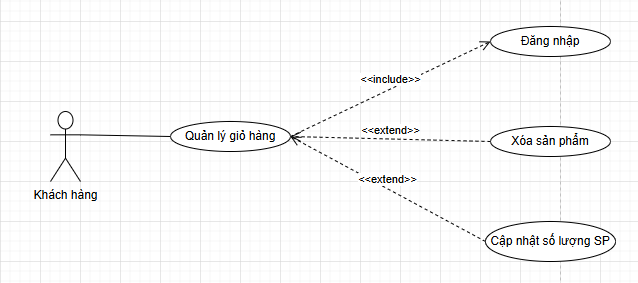 Đăng nhập
<<include>>
Quản lý giỏ hàng
<<extend>>
Xóa sản phẩm
<<extend>>
Khách hàng
Cập nhật số lượng SP